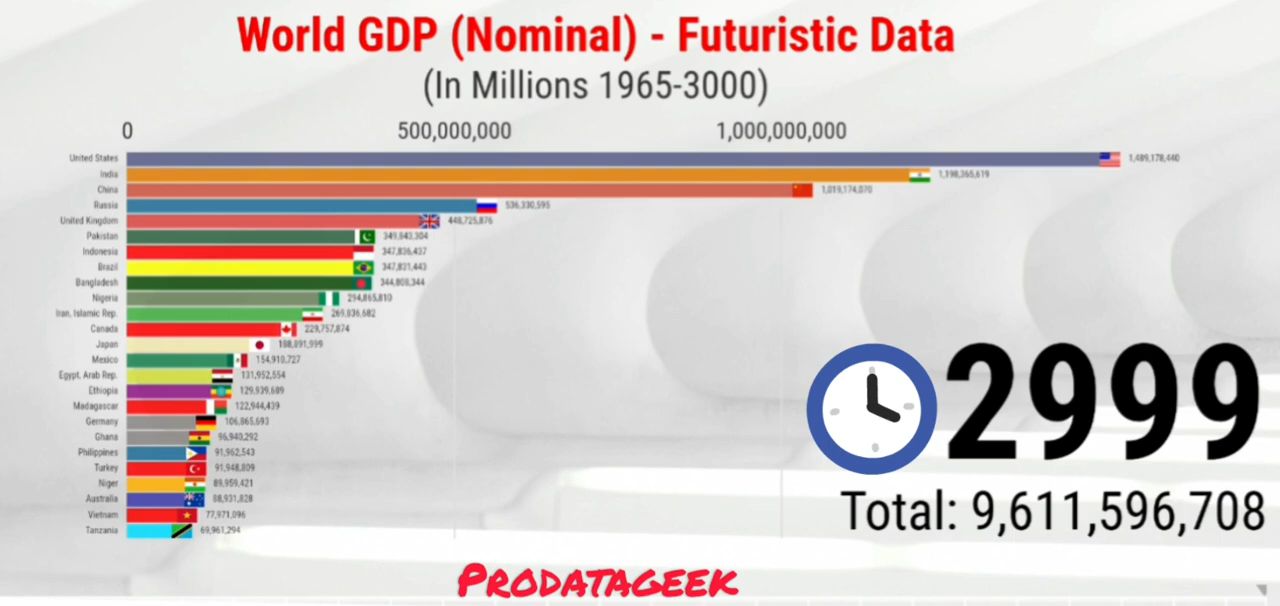 World GDP (Nominal) - Futuristic Data
(In Millions 1965-3000)
0 500,000,000 1,000,000,000
United States 1,489,178,440
India 1,198,365,619
China 1,019,174,070
Russia 536,330,595
United Kingdom 448,725,876
Pakistan 349,843,304
Indonesia 347,836,437
Brazil 347,831,443
Bangladesh 344,808,344
Nigeria 294,865,810
Iran, Islamic Rep. 269,836,682
Canada 229,757,874
Japan 188,091,999
Mexico 154,910,727
Egypt, Arab Rep. 131,952,554
Ethiopia 129,939,689
Madagascar 122,944,439
Germany 106,865,693
Ghana 96,940,292
Philippines 91,962,543
Turkey 91,948,809
Niger 89,959,421
Australia 88,931,828
Vietnam 77,971,096
Tanzania 69,961,294
2999
Total: 9,611,596,708
PRODATAGEEK